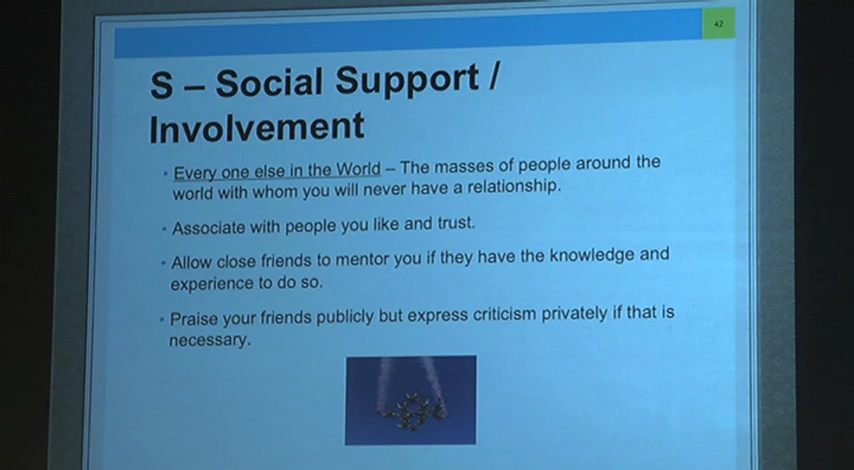 42
S – Social Support /
Involvement
• Every one else in the World – The masses of people around the
world with whom you will never have a relationship.
• Associate with people you like and trust.
• Allow close friends to mentor you if they have the knowledge and
experience to do so.
• Praise your friends publicly but express criticism privately if that is
necessary.